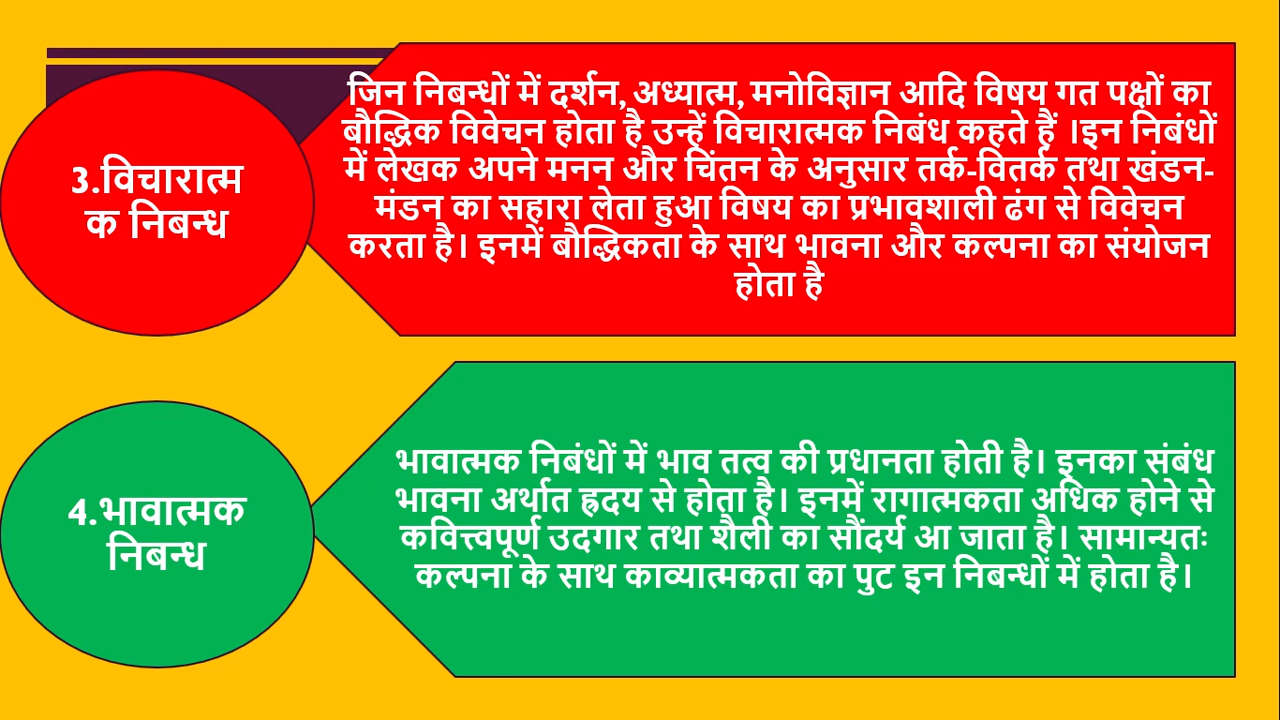 3.विचारात्म
क निबन्ध
जिन निबन्धों में दर्शन, अध्यात्म, मनोविज्ञान आदि विषय गत पक्षों का
बौद्धिक विवेचन होता है उन्हें विचारात्मक निबंध कहते हैं ।इन निबंधों
में लेखक अपने मनन और चिंतन के अनुसार तर्क-वितर्क तथा खंडन-
मंडन का सहारा लेता हुआ विषय का प्रभावशाली ढंग से विवेचन
करता है। इनमें बौद्धिकता के साथ भावना और कल्पना का संयोजन
होता है
4.भावात्मक
निबन्ध
भावात्मक निबंधों में भाव तत्व की प्रधानता होती है। इनका संबंध
भावना अर्थात ह्रदय से होता है। इनमें रागात्मकता अधिक होने से
कवित्त्वपूर्ण उदगार तथा शैली का सौंदर्य आ जाता है। सामान्यतः
कल्पना के साथ काव्यात्मकता का पुट इन निबन्धों में होता है।